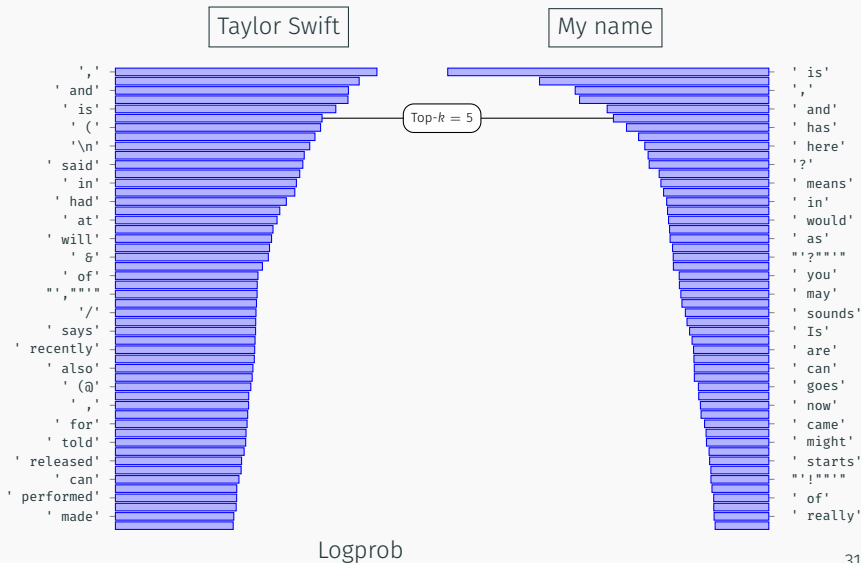 Taylor Swift
My name
','
' and'
' is'
' ('
'\n'
' said'
' in'
' had'
' at'
' will'
' &'
' of'
"',""'"
'/'
' says'
' recently'
' also'
' (@'
' ,'
' for'
' told'
' released'
' can'
' performed'
' made'
Top-k = 5
' is'
','
' and'
' has'
' here'
'?'
' means'
' in'
' would'
' as'
"'?""'"
' you'
' may'
' sounds'
' Is'
' are'
' can'
' goes'
' now'
' came'
' might'
' starts'
"'!""'"
' of'
' really'
Logprob
31